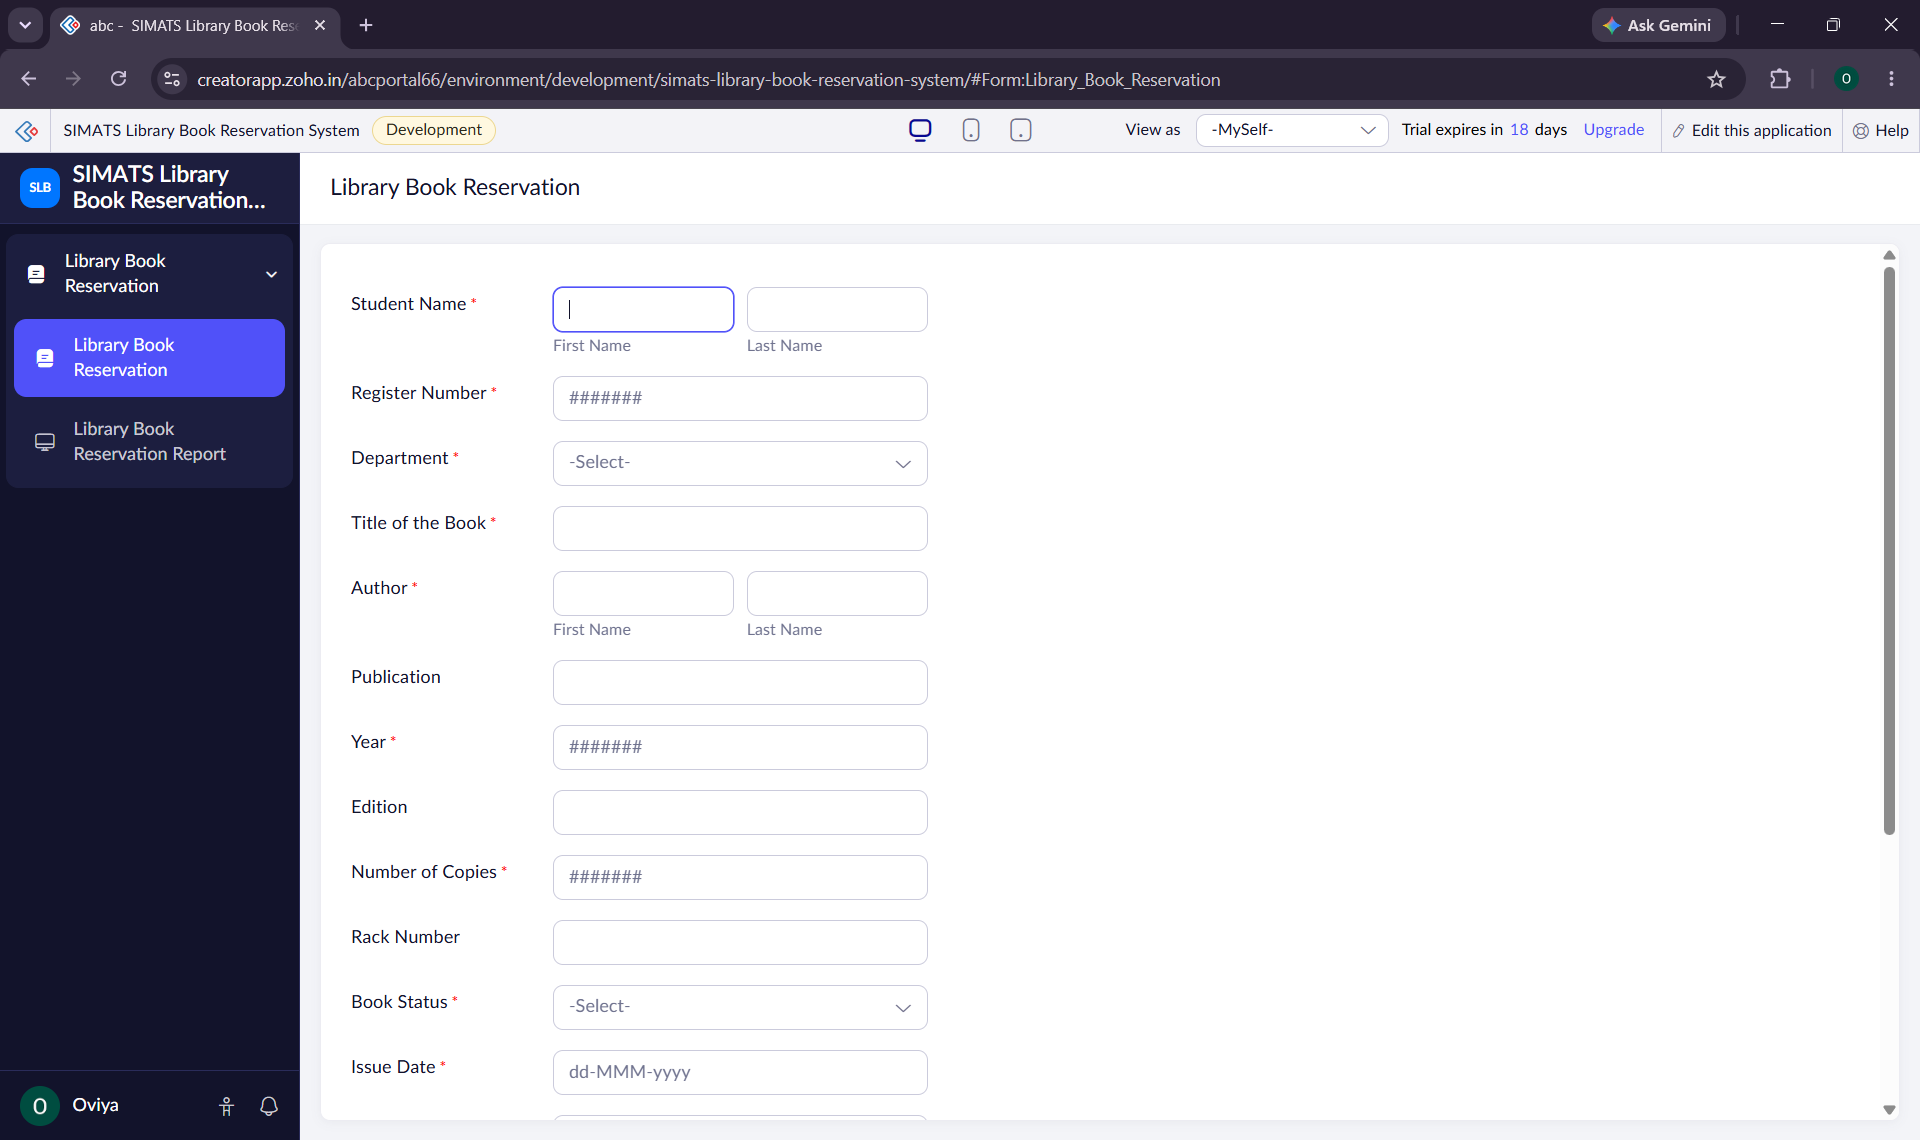 abc - SIMATS Library Book Res
Ask Gemini
creatorapp.zoho.in/abcportal66/environment/development/simats-library-book-reservation-system/#Form:Library_Book_Reservation
O
SIMATS Library Book Reservation System
Development
View as
-MySelf-
Trial expires in 18 days
Upgrade
Edit this application
Help
SLB
SIMATS Library
Book Reservation...
Library Book
Reservation
Library Book
Reservation
Library Book
Reservation Report
Library Book Reservation
Student Name *
First Name
Last Name
Register Number *
#######
Department *
-Select-
Title of the Book *
Author *
First Name
Last Name
Publication
Year *
#######
Edition
Number of Copies *
#######
Rack Number
Book Status *
-Select-
Issue Date *
dd-MMM-yyyy
O
Oviya